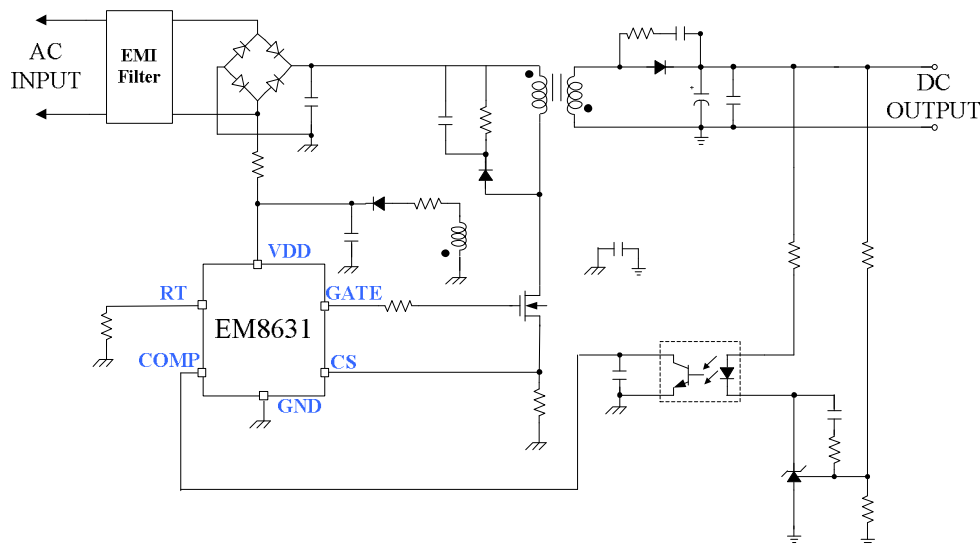 AC
INPUT
EMI
Filter
DC
OUTPUT
VDD
RT
GATE
EM8631
COMP
CS
GND
+